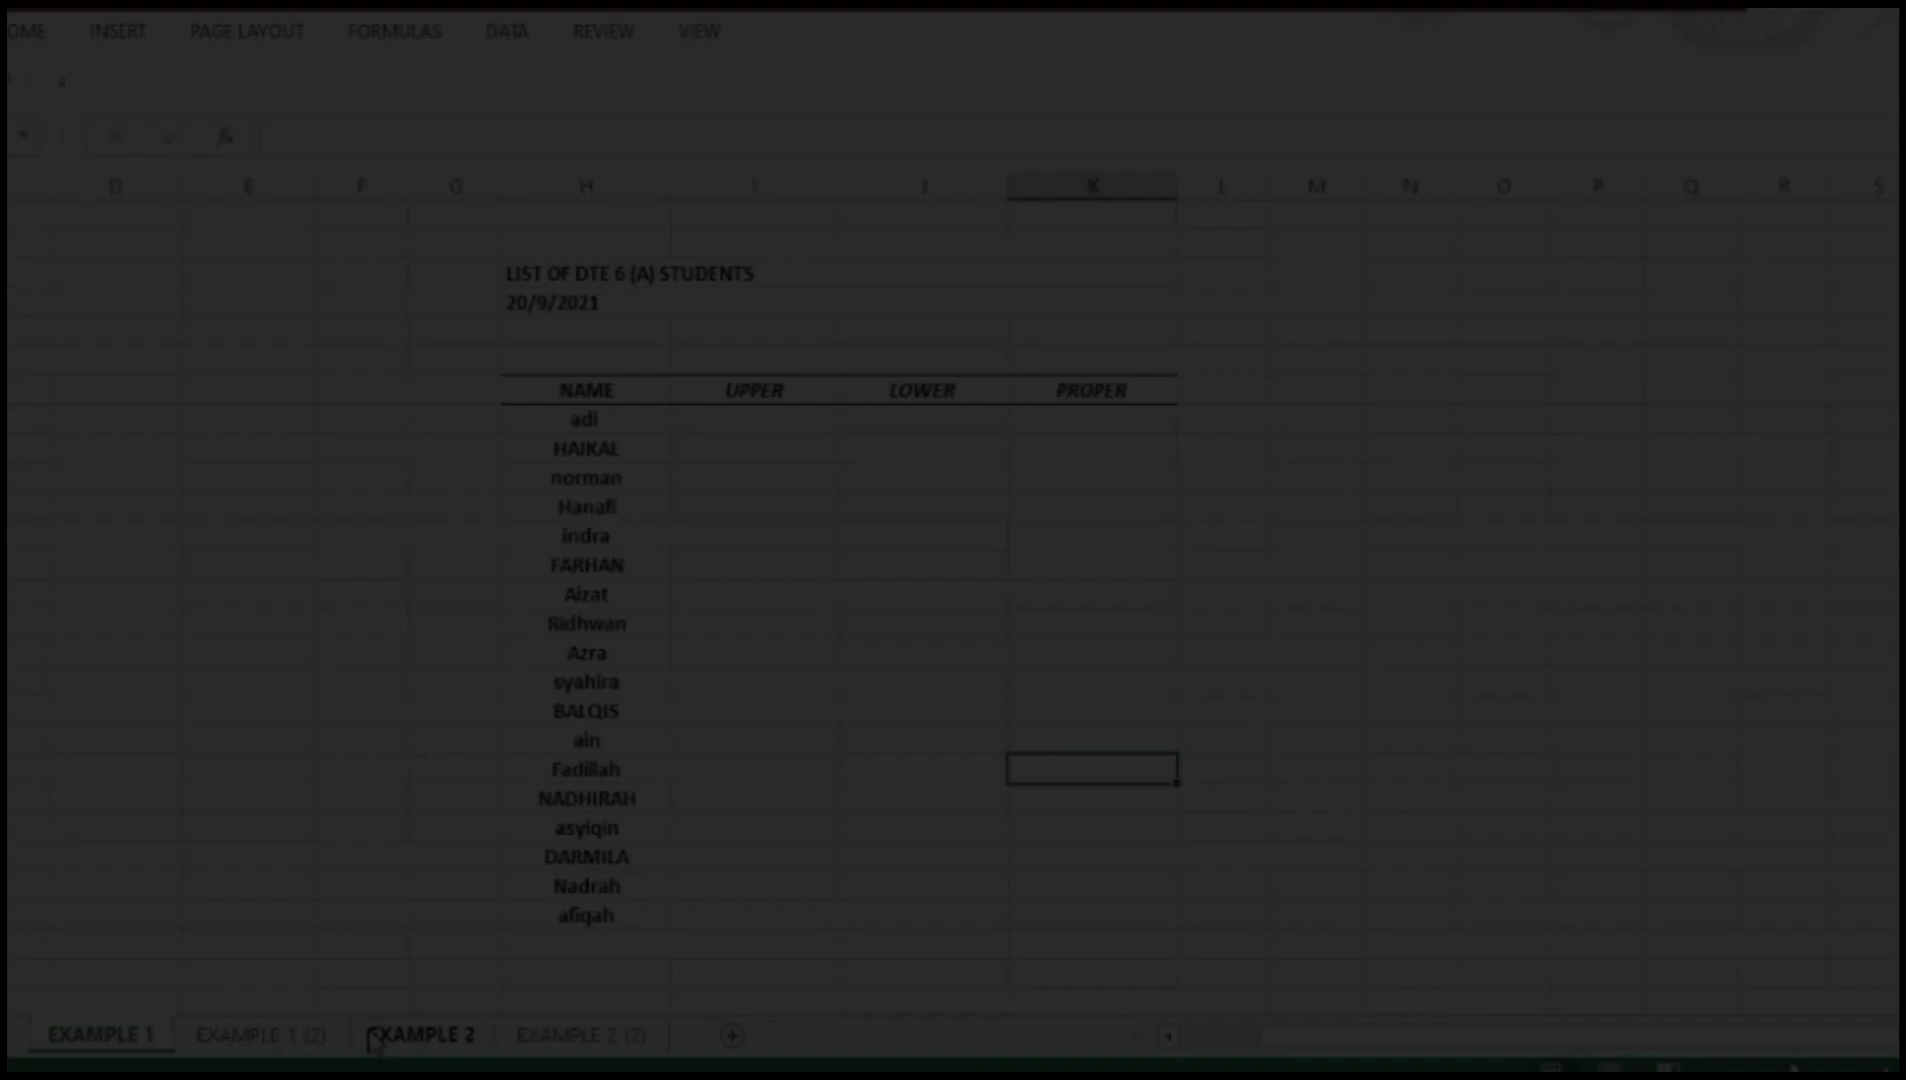 OME INSERT PAGE LAYOUT FORMULAS DATA REVIEW VIEW
fx
D E F G H I J K L M N O P Q R S
LIST OF DTE 6 (A) STUDENTS
20/9/2021
NAME UPPER LOWER PROPER
adi
HAIKAL
norman
Hanafi
indra
FARHAN
Aizat
Ridhwan
Azra
syahira
BALQIS
ain
Fadillah
NADHIRAH
asyiqin
DARMILA
Nadrah
afiqah
EXAMPLE 1 EXAMPLE 1 (2) EXAMPLE 2 EXAMPLE 2 (2)